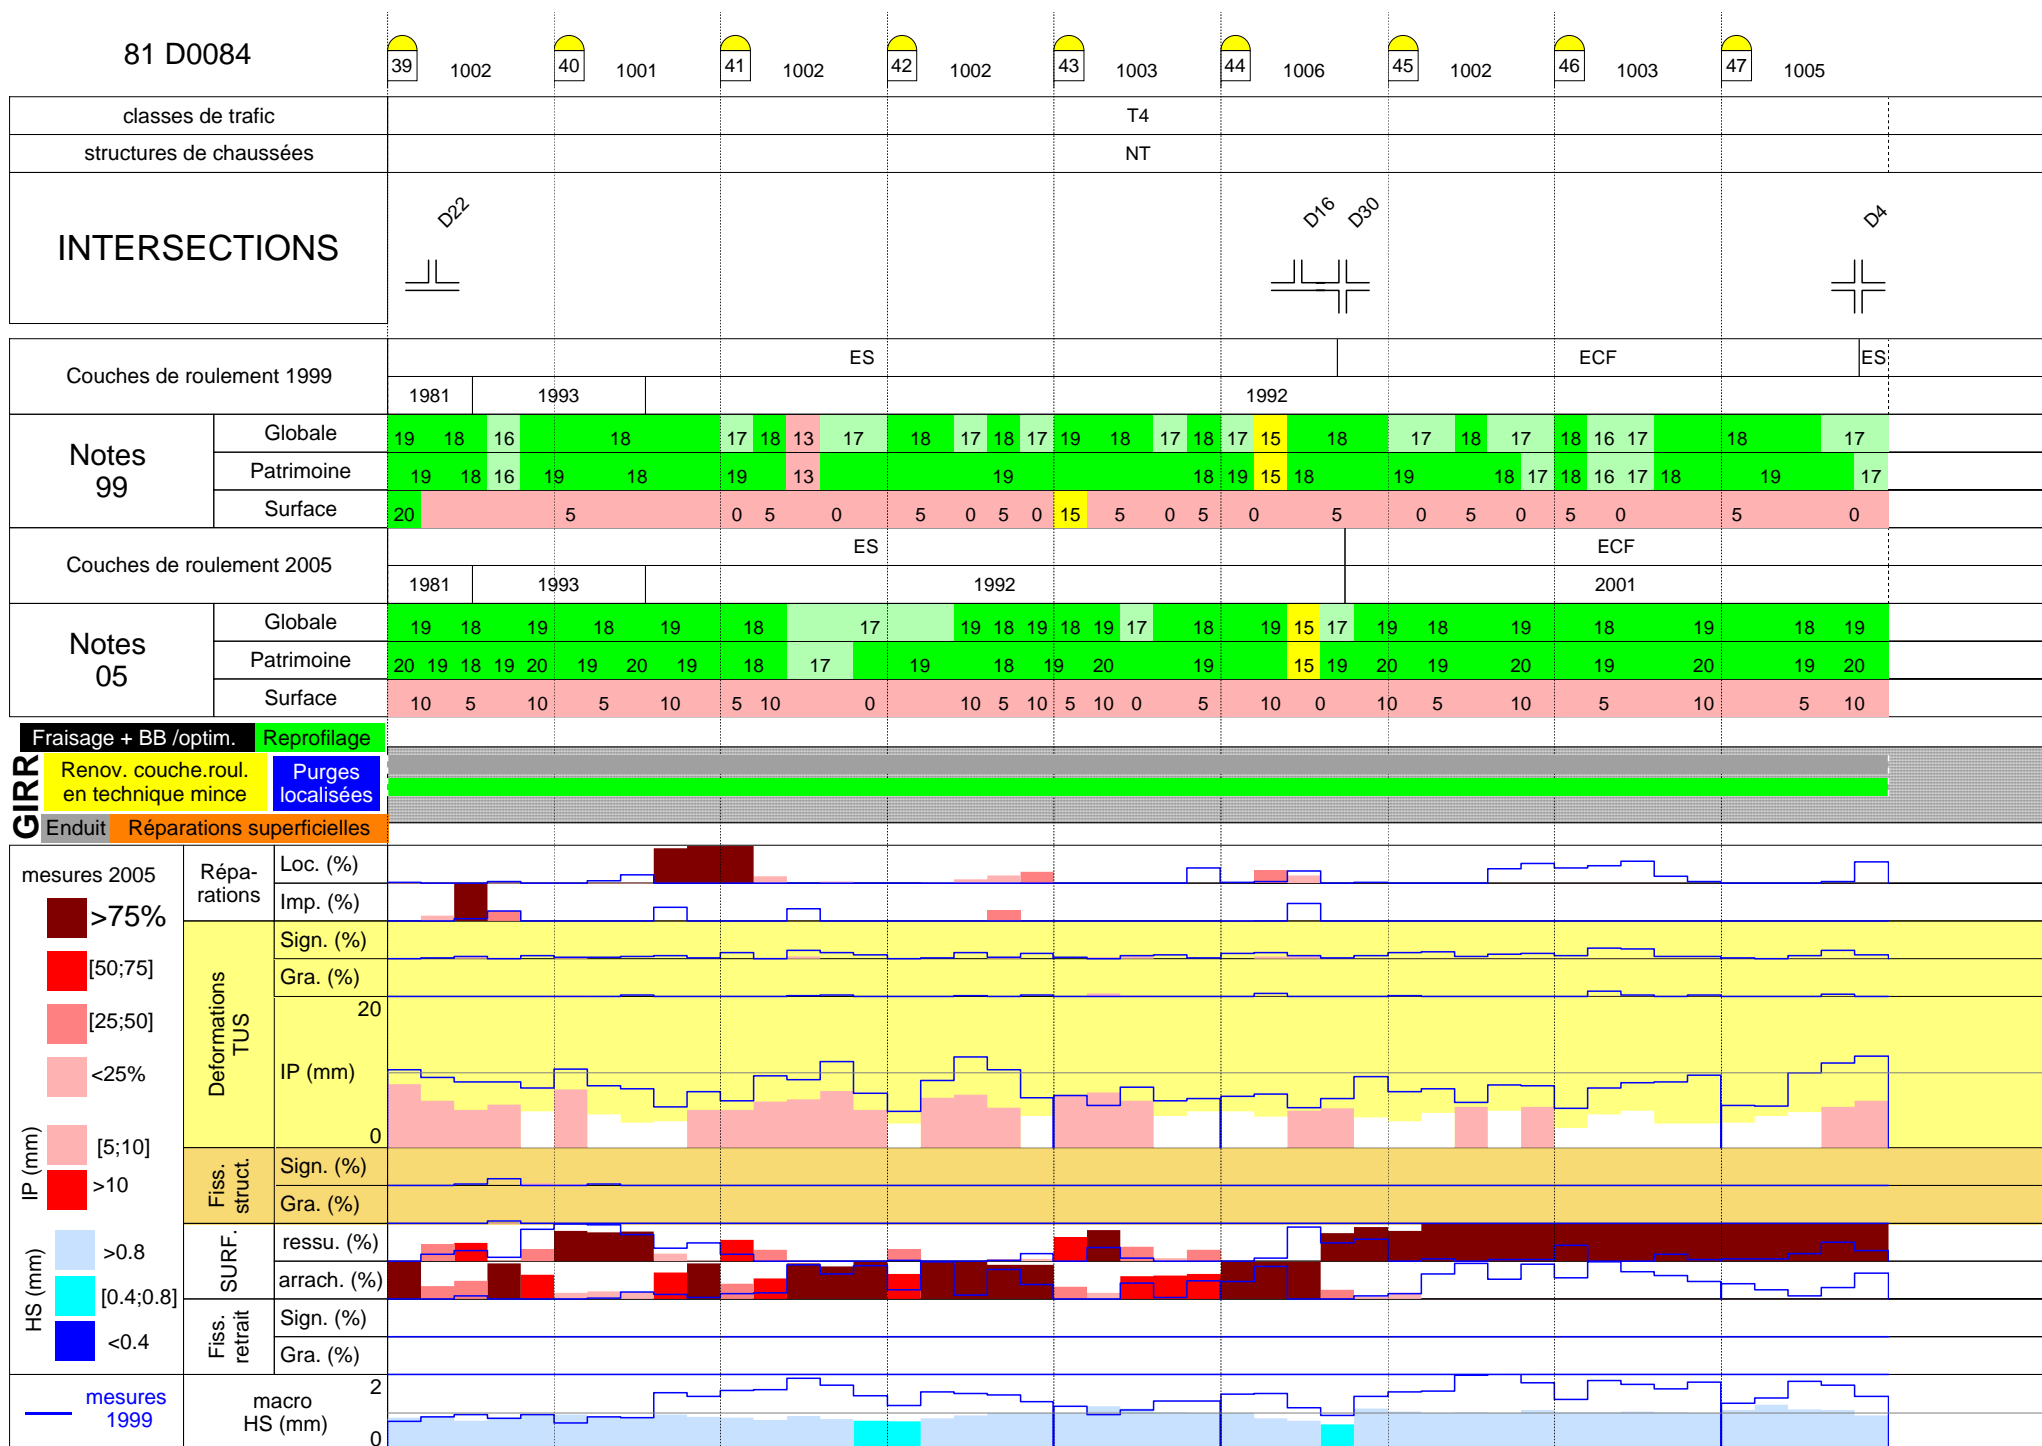 81 D0084
39 1002 40 1001 41 1002 42 1002 43 1003 44 1006 45 1002 46 1003 47 1005
classes de trafic T4
structures de chaussées NT
INTERSECTIONS D22 D16 D30 D4
Couches de roulement 1999 ES ECF ES
1981 1993 1992
Notes 99
Globale 19 18 16 18 17 18 13 17 18 17 18 17 19 18 17 18 17 15 18 17 18 17 18 16 17 18 17
Patrimoine 19 18 16 19 18 19 13 19 18 19 15 18 19 18 17 18 16 17 18 19 17
Surface 20 5 0 5 0 5 0 5 0 15 5 0 5 0 5 0 5 0 5 0 5 0
Couches de roulement 2005 ES ECF
1981 1993 1992 2001
Notes 05
Globale 19 18 19 18 19 18 17 19 18 19 18 19 17 18 19 15 17 19 18 19 18 19 18 19
Patrimoine 20 19 18 19 20 19 20 19 18 17 19 18 19 20 19 15 19 20 19 20 19 20 19 20
Surface 10 5 10 5 10 5 10 0 10 5 10 5 10 0 5 10 0 10 5 10 5 10 5 10
GIRR
Fraisage + BB /optim. Reprofilage
Renov. couche.roul.
en technique mince
Purges
localisées
Enduit Réparations superficielles
mesures 2005
>75%
[50;75]
[25;50]
<25%
IP (mm)
[5;10]
>10
HS (mm)
>0.8
[0.4;0.8]
<0.4
mesures
1999
Répa-
rations
Loc. (%)
Imp. (%)
Deformations
TUS
Sign. (%)
Gra. (%)
20
IP (mm)
0
Fiss.
struct.
Sign. (%)
Gra. (%)
SURF.
ressu. (%)
arrach. (%)
Fiss.
retrait
Sign. (%)
Gra. (%)
macro
HS (mm)
2
0